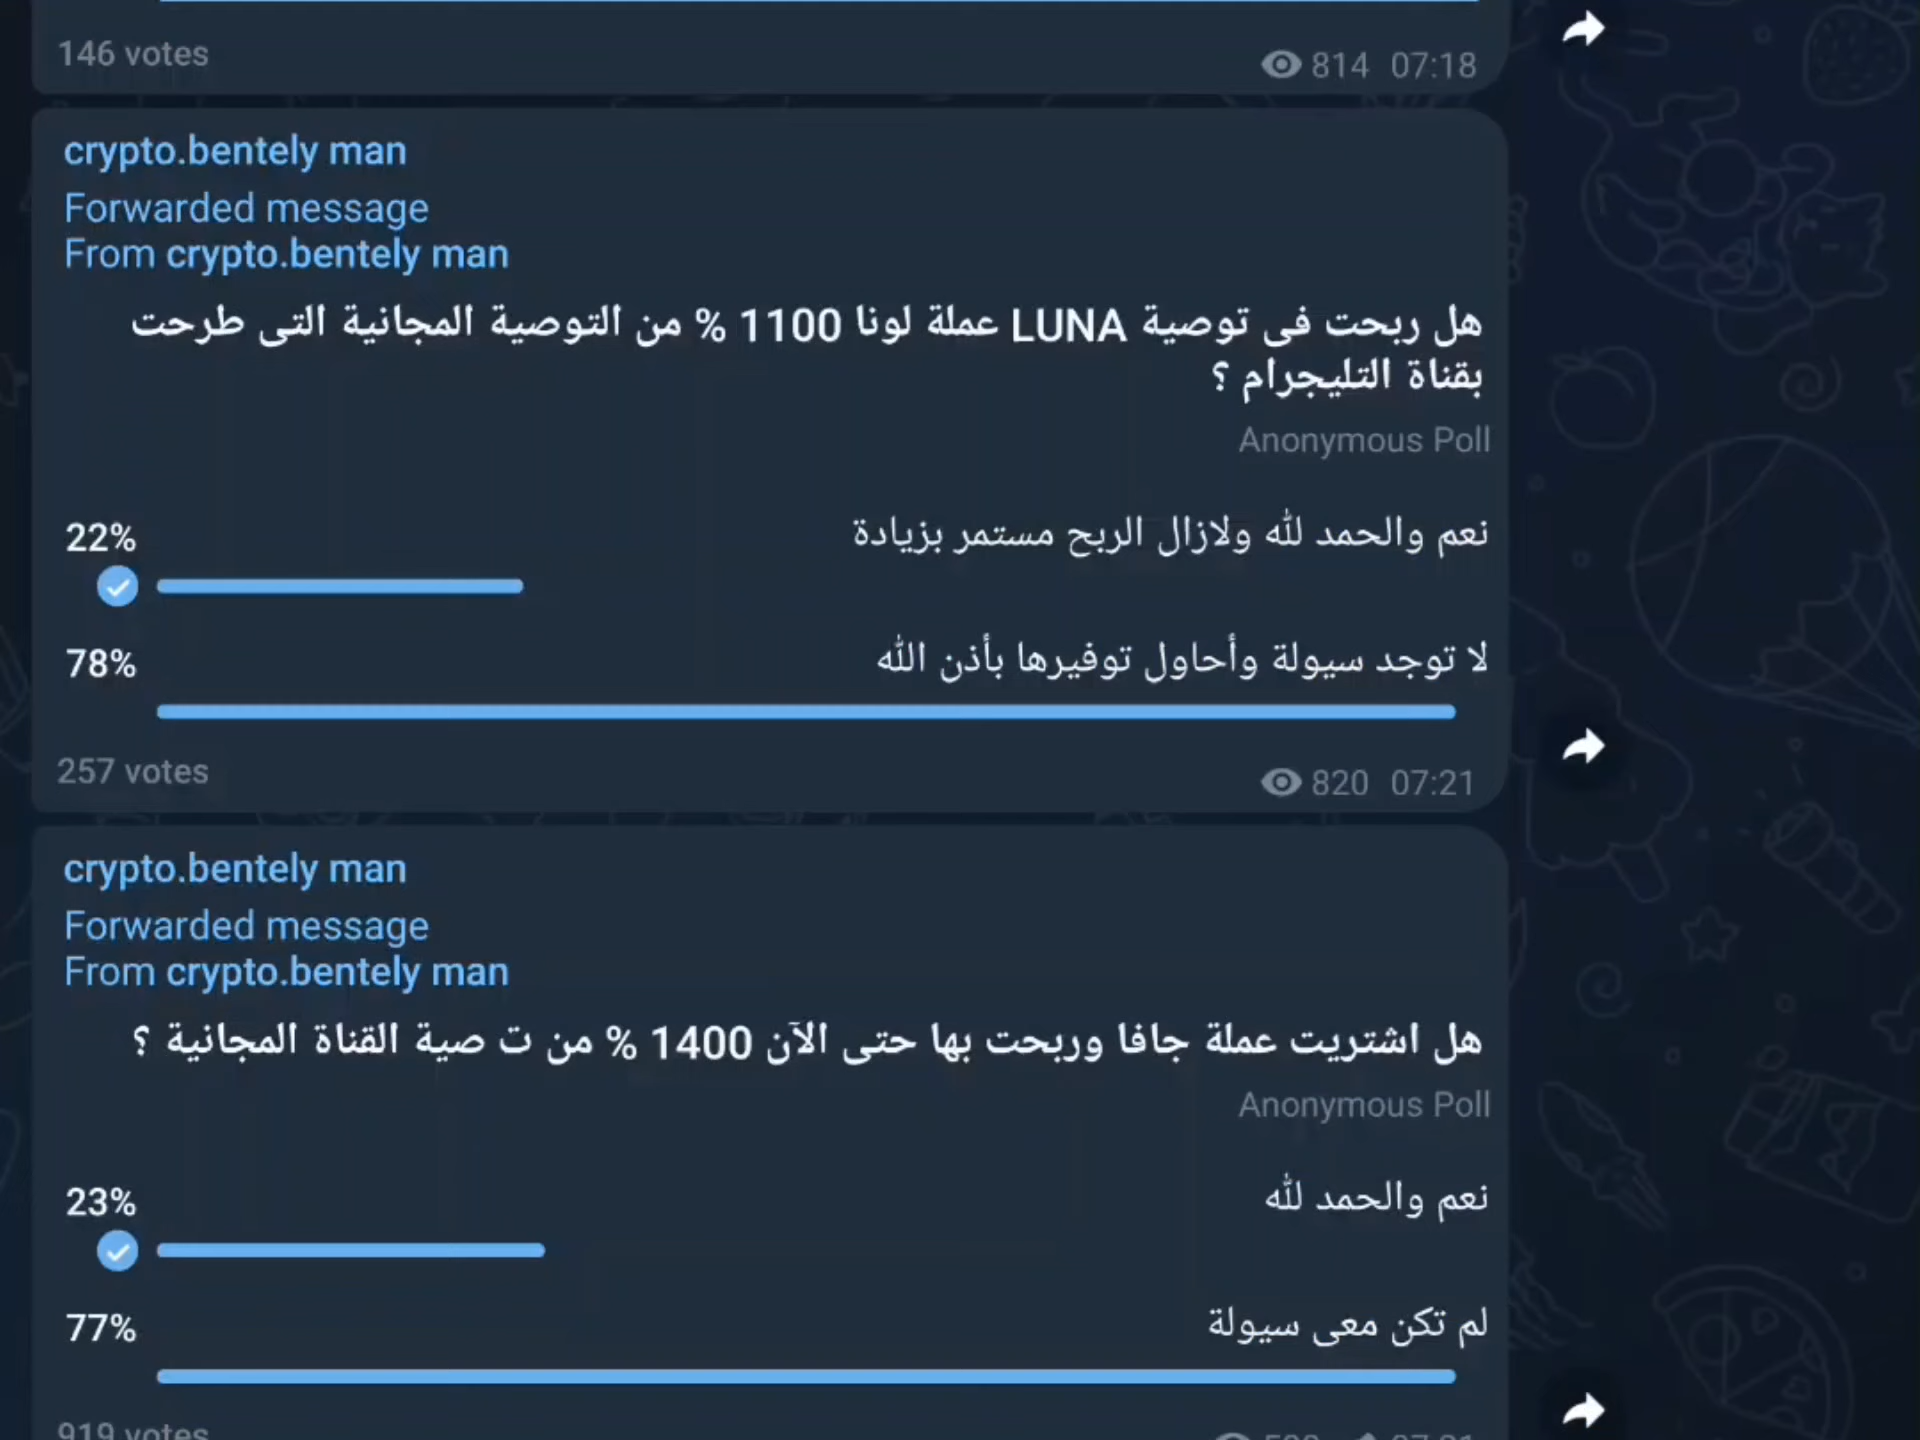 146 votes
814 07:18
crypto.bentely man
Forwarded message
From crypto.bentely man
هل ربحت فى توصية LUNA عملة لونا 1100 % من التوصية المجانية التى طرحت
بقناة التليجرام ؟
Anonymous Poll
22%
نعم والحمد لله ولازال الربح مستمر بزيادة
78%
لا توجد سيولة وأحاول توفيرها بأذن الله
257 votes
820 07:21
crypto.bentely man
Forwarded message
From crypto.bentely man
هل اشتريت عملة جافا وربحت بها حتى الآن 1400 % من ت صية القناة المجانية ؟
Anonymous Poll
23%
نعم والحمد لله
77%
لم تكن معى سيولة
919 votes